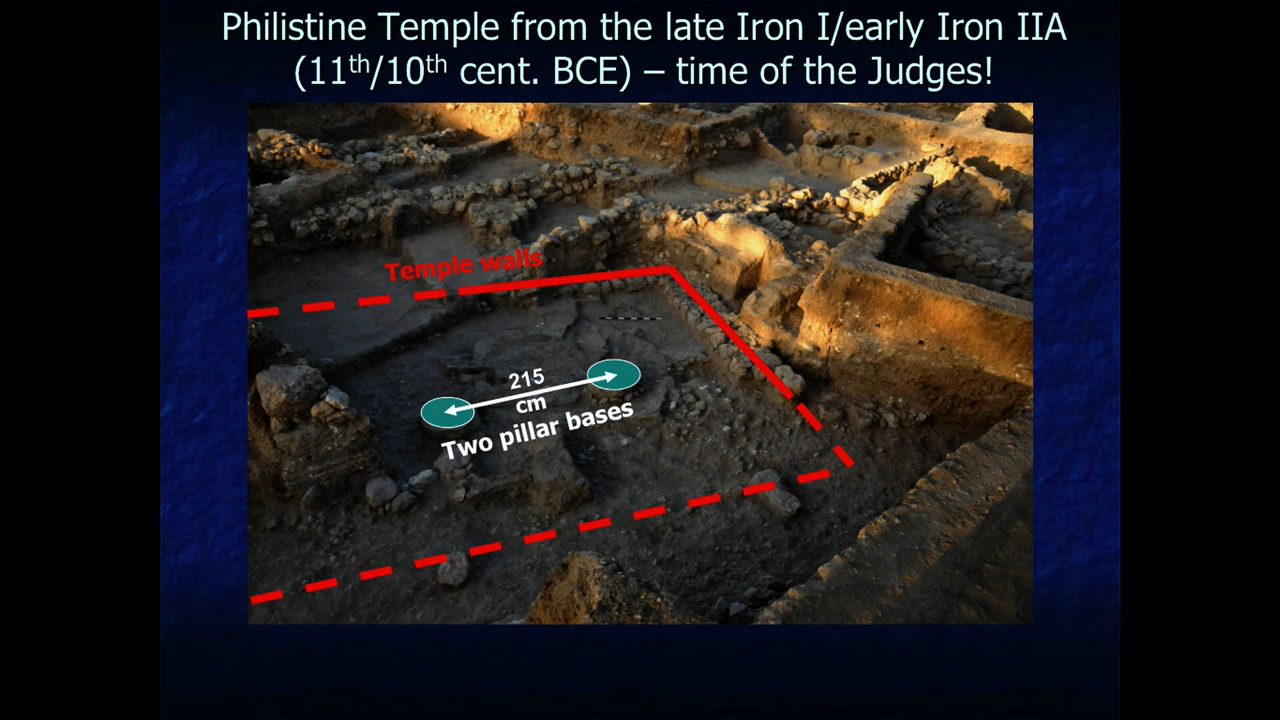 Philistine Temple from the late Iron I/early Iron IIA
(11th/10th cent. BCE) – time of the Judges!
Temple walls
215
cm
Two pillar bases